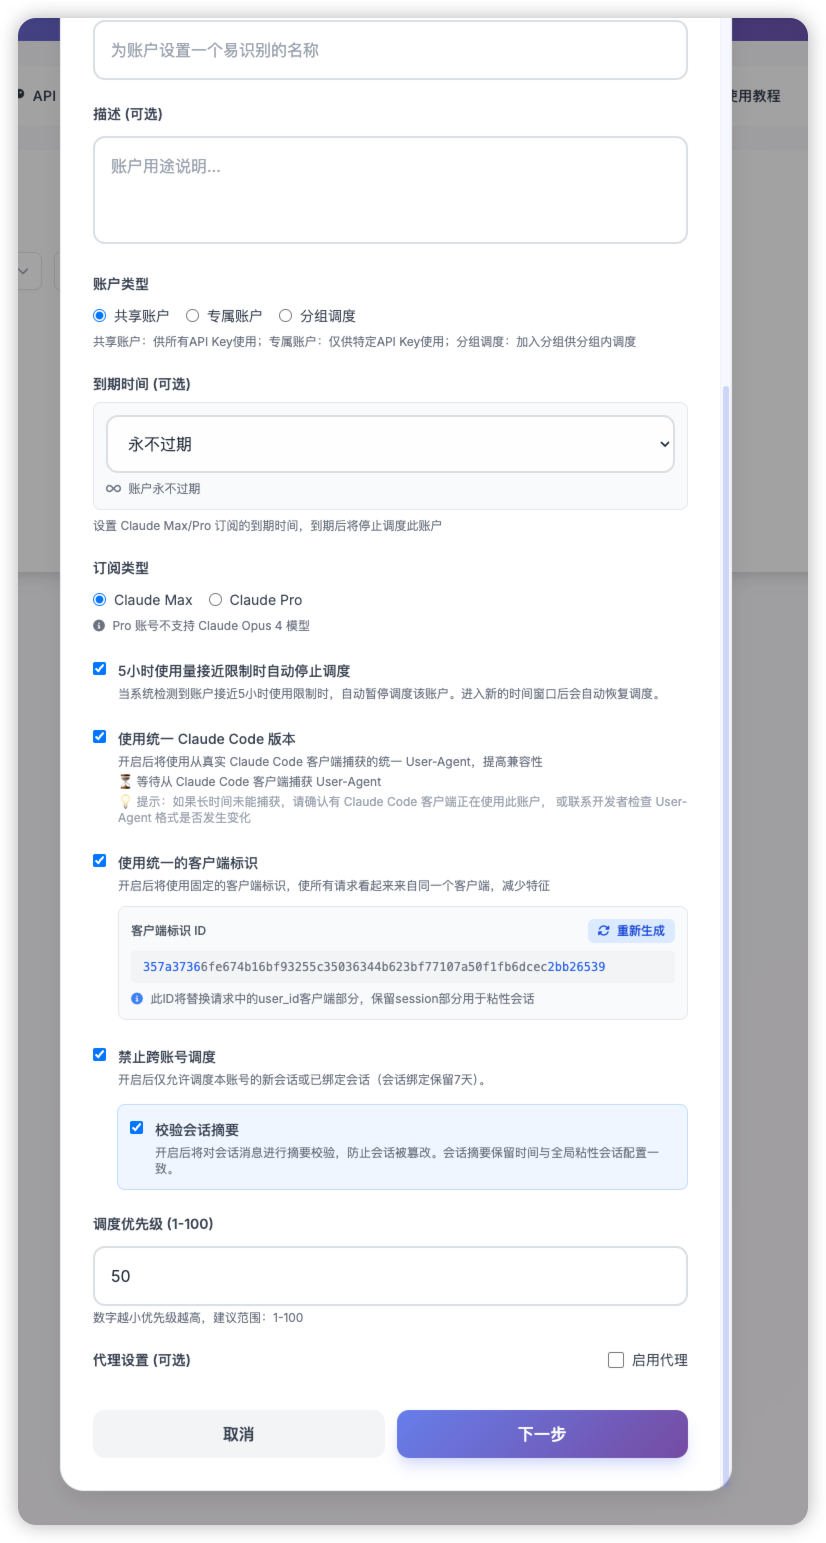 为账户设置一个易识别的名称
API
使用教程
描述 (可选)
账户用途说明...
账户类型
共享账户 专属账户 分组调度
共享账户：供所有API Key使用；专属账户：仅供特定API Key使用；分组调度：加入分组供分组内调度
到期时间 (可选)
永不过期
账户永不过期
设置 Claude Max/Pro 订阅的到期时间，到期后将停止调度此账户
订阅类型
Claude Max Claude Pro
Pro 账号不支持 Claude Opus 4 模型
5小时使用量接近限制时自动停止调度
当系统检测到账户接近5小时使用限制时，自动暂停调度该账户。进入新的时间窗口后会自动恢复调度。
使用统一 Claude Code 版本
开启后将使用从真实 Claude Code 客户端捕获的统一 User-Agent，提高兼容性
⏳ 等待从 Claude Code 客户端捕获 User-Agent
💡 提示：如果长时间未能捕获，请确认有 Claude Code 客户端正在使用此账户， 或联系开发者检查 User-
Agent 格式是否发生变化
使用统一的客户端标识
开启后将使用固定的客户端标识，使所有请求看起来来自同一个客户端，减少特征
客户端标识 ID
重新生成
357a37366fe674b16bf93255c35036344b623bf77107a50f1fb6dcec2bb26539
此ID将替换请求中的user_id客户端部分，保留session部分用于粘性会话
禁止跨账号调度
开启后仅允许调度本账号的新会话或已绑定会话（会话绑定保留7天）。
校验会话摘要
开启后将对会话消息进行摘要校验，防止会话被篡改。会话摘要保留时间与全局粘性会话配置一
致。
调度优先级 (1-100)
50
数字越小优先级越高，建议范围：1-100
代理设置 (可选)
启用代理
取消
下一步